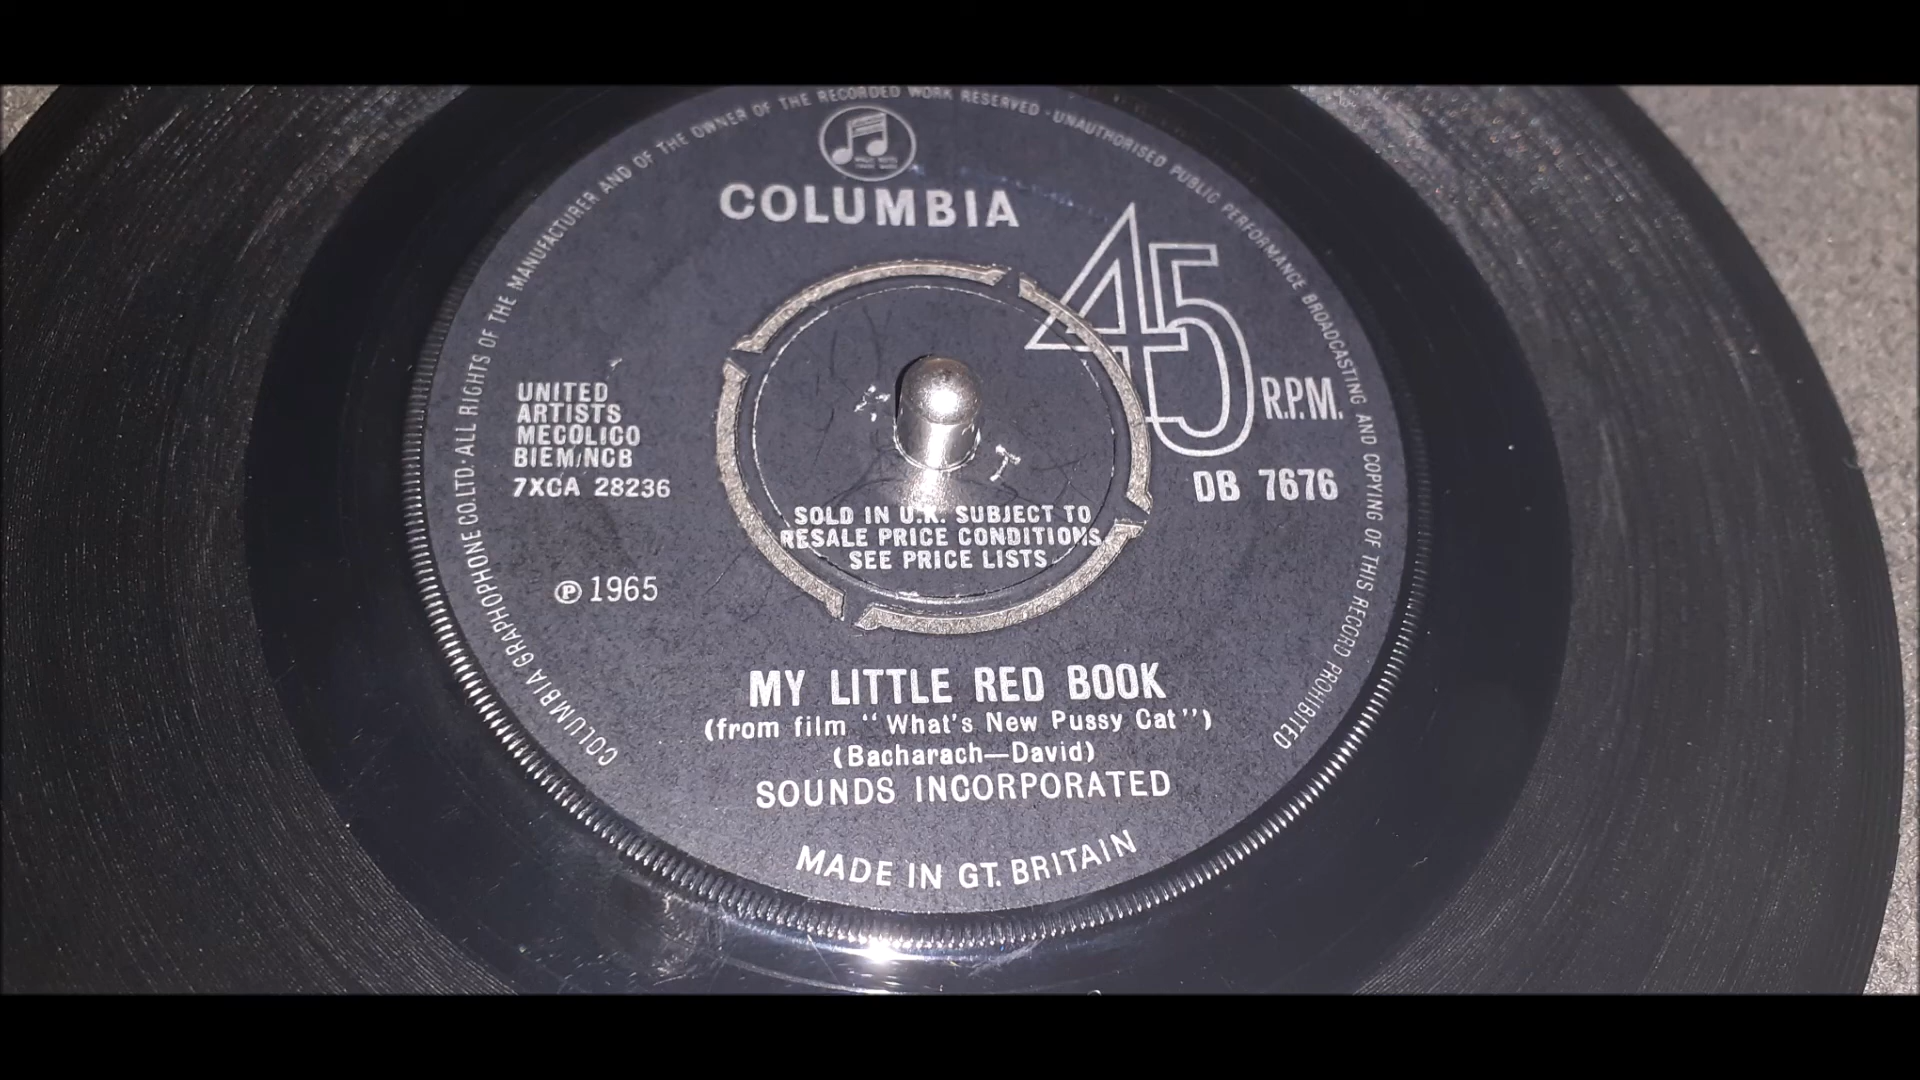 COLUMBIA GRAPHOPHONE CO. LTD. ALL RIGHTS OF THE MANUFACTURER AND OF THE OWNER OF THE RECORDED WORK RESERVED · UNAUTHORISED PUBLIC PERFORMANCE BROADCASTING AND COPYING OF THIS RECORD PROHIBITED
COLUMBIA
45 R.P.M.
UNITED
ARTISTS
MECOLICO
BIEM/NCB
7XCA 28236
DB 7676
SOLD IN U.K. SUBJECT TO
RESALE PRICE CONDITIONS.
SEE PRICE LISTS
℗ 1965
MY LITTLE RED BOOK
(from film “What's New Pussy Cat”)
(Bacharach—David)
SOUNDS INCORPORATED
MADE IN GT. BRITAIN